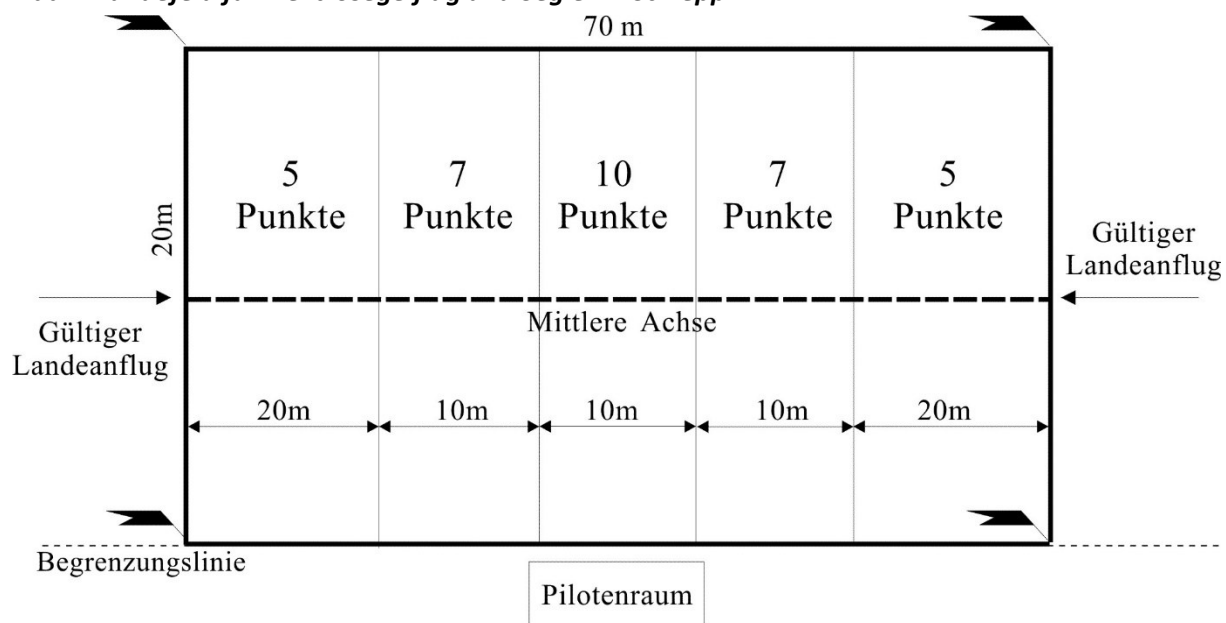 70 m
5
Punkte
7
Punkte
10
Punkte
7
Punkte
5
Punkte
20m
Gültiger
Landeanflug
Mittlere Achse
Gültiger
Landeanflug
20m
10m
10m
10m
20m
Begrenzungslinie
Pilotenraum